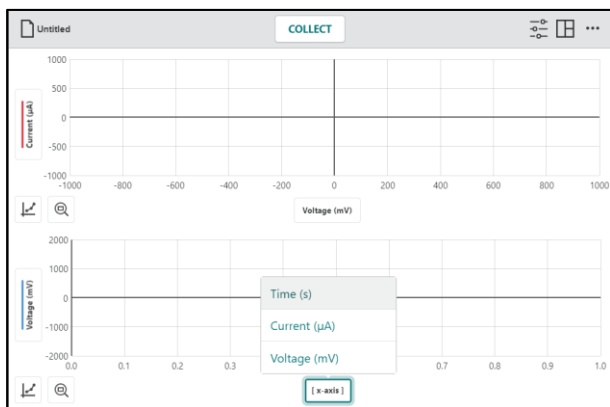 Untitled
COLLECT
Current (µA)
1000
500
0
-500
-1000
-1000 -800 -600 -400 -200 0 200 400 600 800 1000
Voltage (mV)
Voltage (mV)
2000
1000
0
-1000
-2000
Time (s)
Current (µA)
Voltage (mV)
0.0 0.1 0.2 0.3 0.7 0.8 0.9 1.0
[ x-axis ]